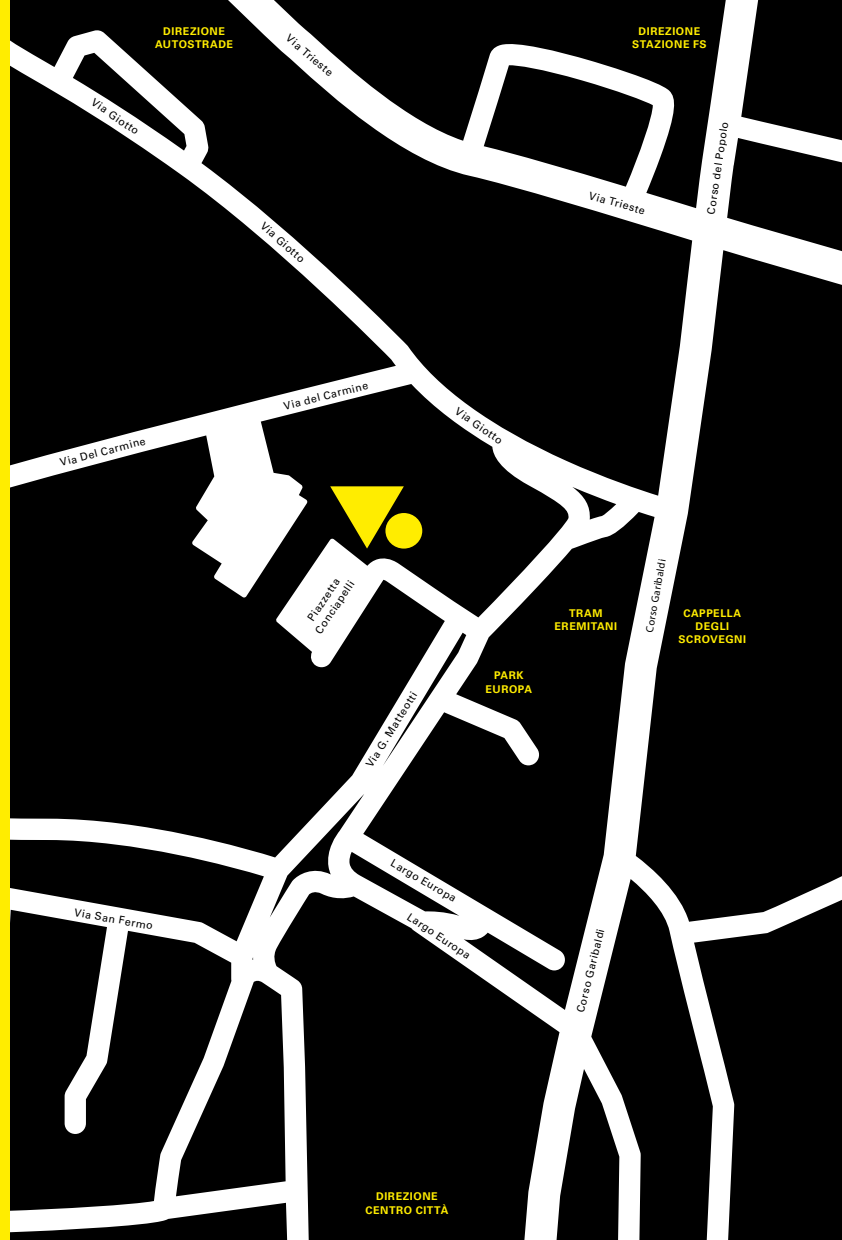 DIREZIONE
AUTOSTRADE
DIREZIONE
STAZIONE FS
Via Trieste
Via Giotto
Corso del Popolo
Via Trieste
Via Giotto
Via del Carmine
Via Giotto
Via Del Carmine
Piazzetta
Conciapelli
Corso Garibaldi
TRAM
EREMITANI
CAPPELLA
DEGLI
SCROVEGNI
PARK
EUROPA
Via G. Matteotti
Largo Europa
Via San Fermo
Largo Europa
Corso Garibaldi
DIREZIONE
CENTRO CITTÀ